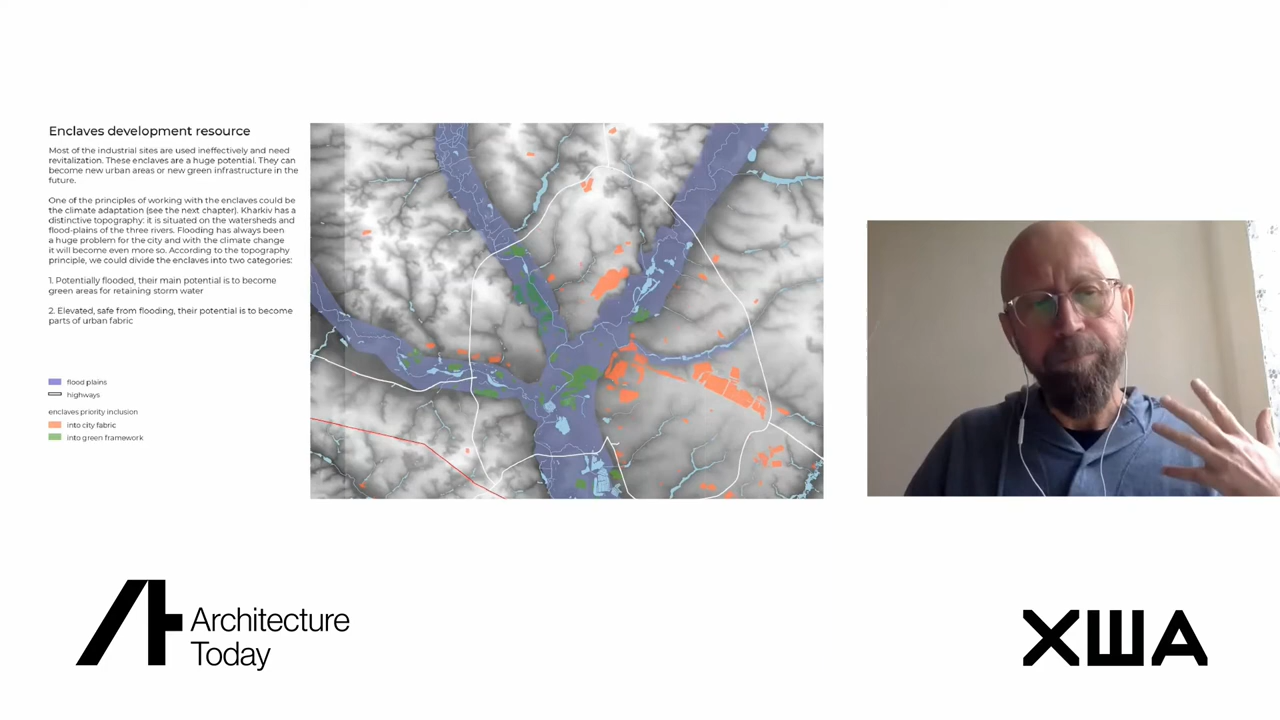 Enclaves development resource
Most of the industrial sites are used ineffectively and need
revitalization. These enclaves are a huge potential. They can
become new urban areas or new green infrastructure in the
future.
One of the principles of working with the enclaves could be
the climate adaptation (see the next chapter). Kharkiv has a
distinctive topography: it is situated on the watersheds and
flood-plains of the three rivers. Flooding has always been
a huge problem for the city and with the climate change
it will become even more so. According to the topography
principle, we could divide the enclaves into two categories:
1. Potentially flooded, their main potential is to become
green areas for retaining storm water
2. Elevated, safe from flooding, their potential is to become
parts of urban fabric
flood plains
highways
enclaves priority inclusion
into city fabric
into green framework
Architecture
Today
ХША